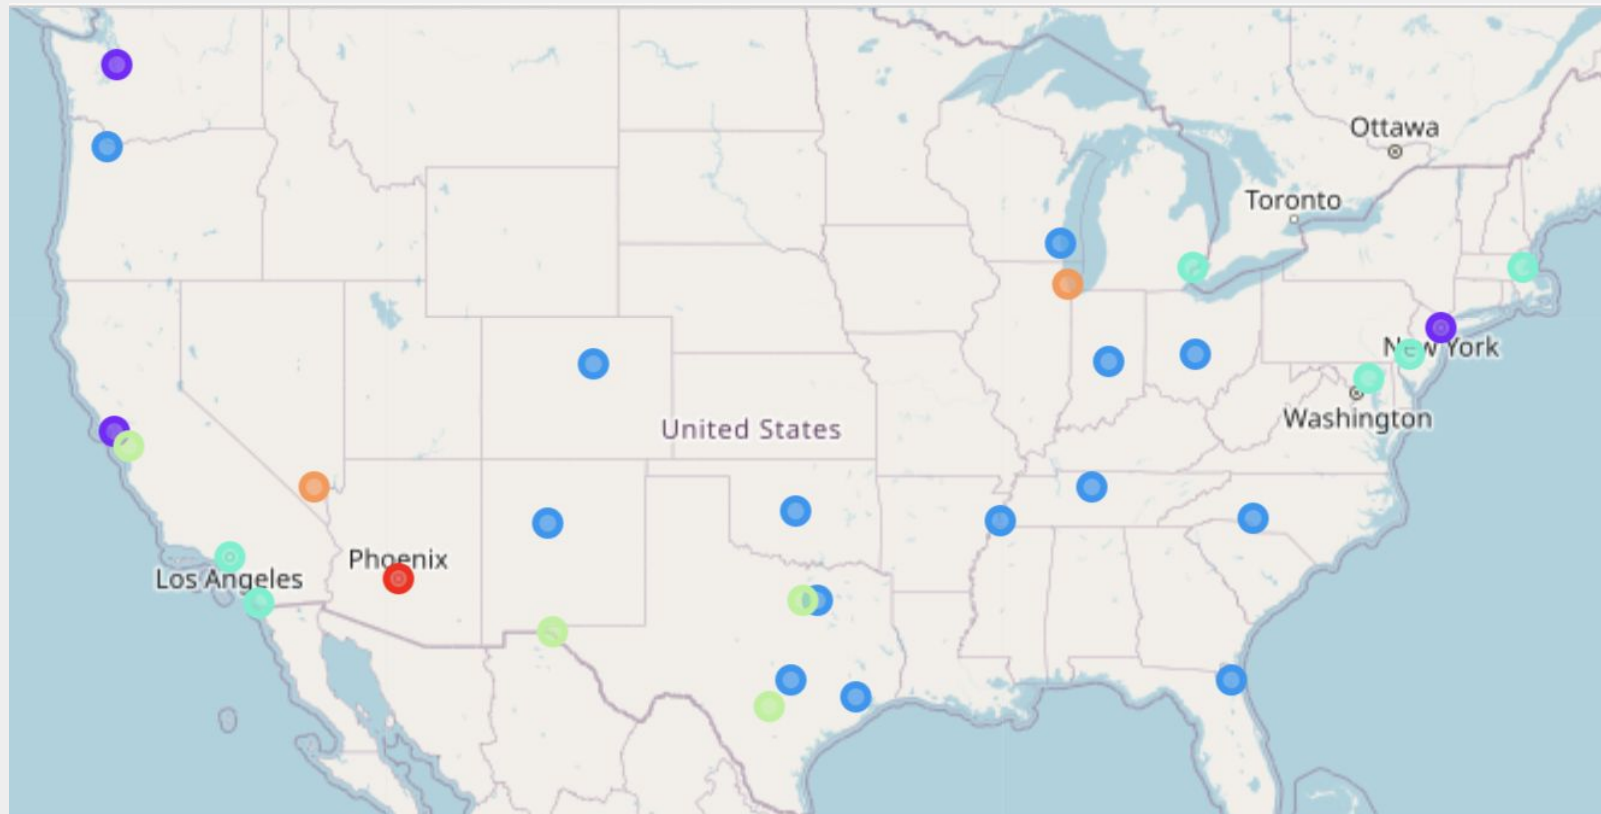 Ottawa
Toronto
New York
Washington
United States
Phoenix
Los Angeles